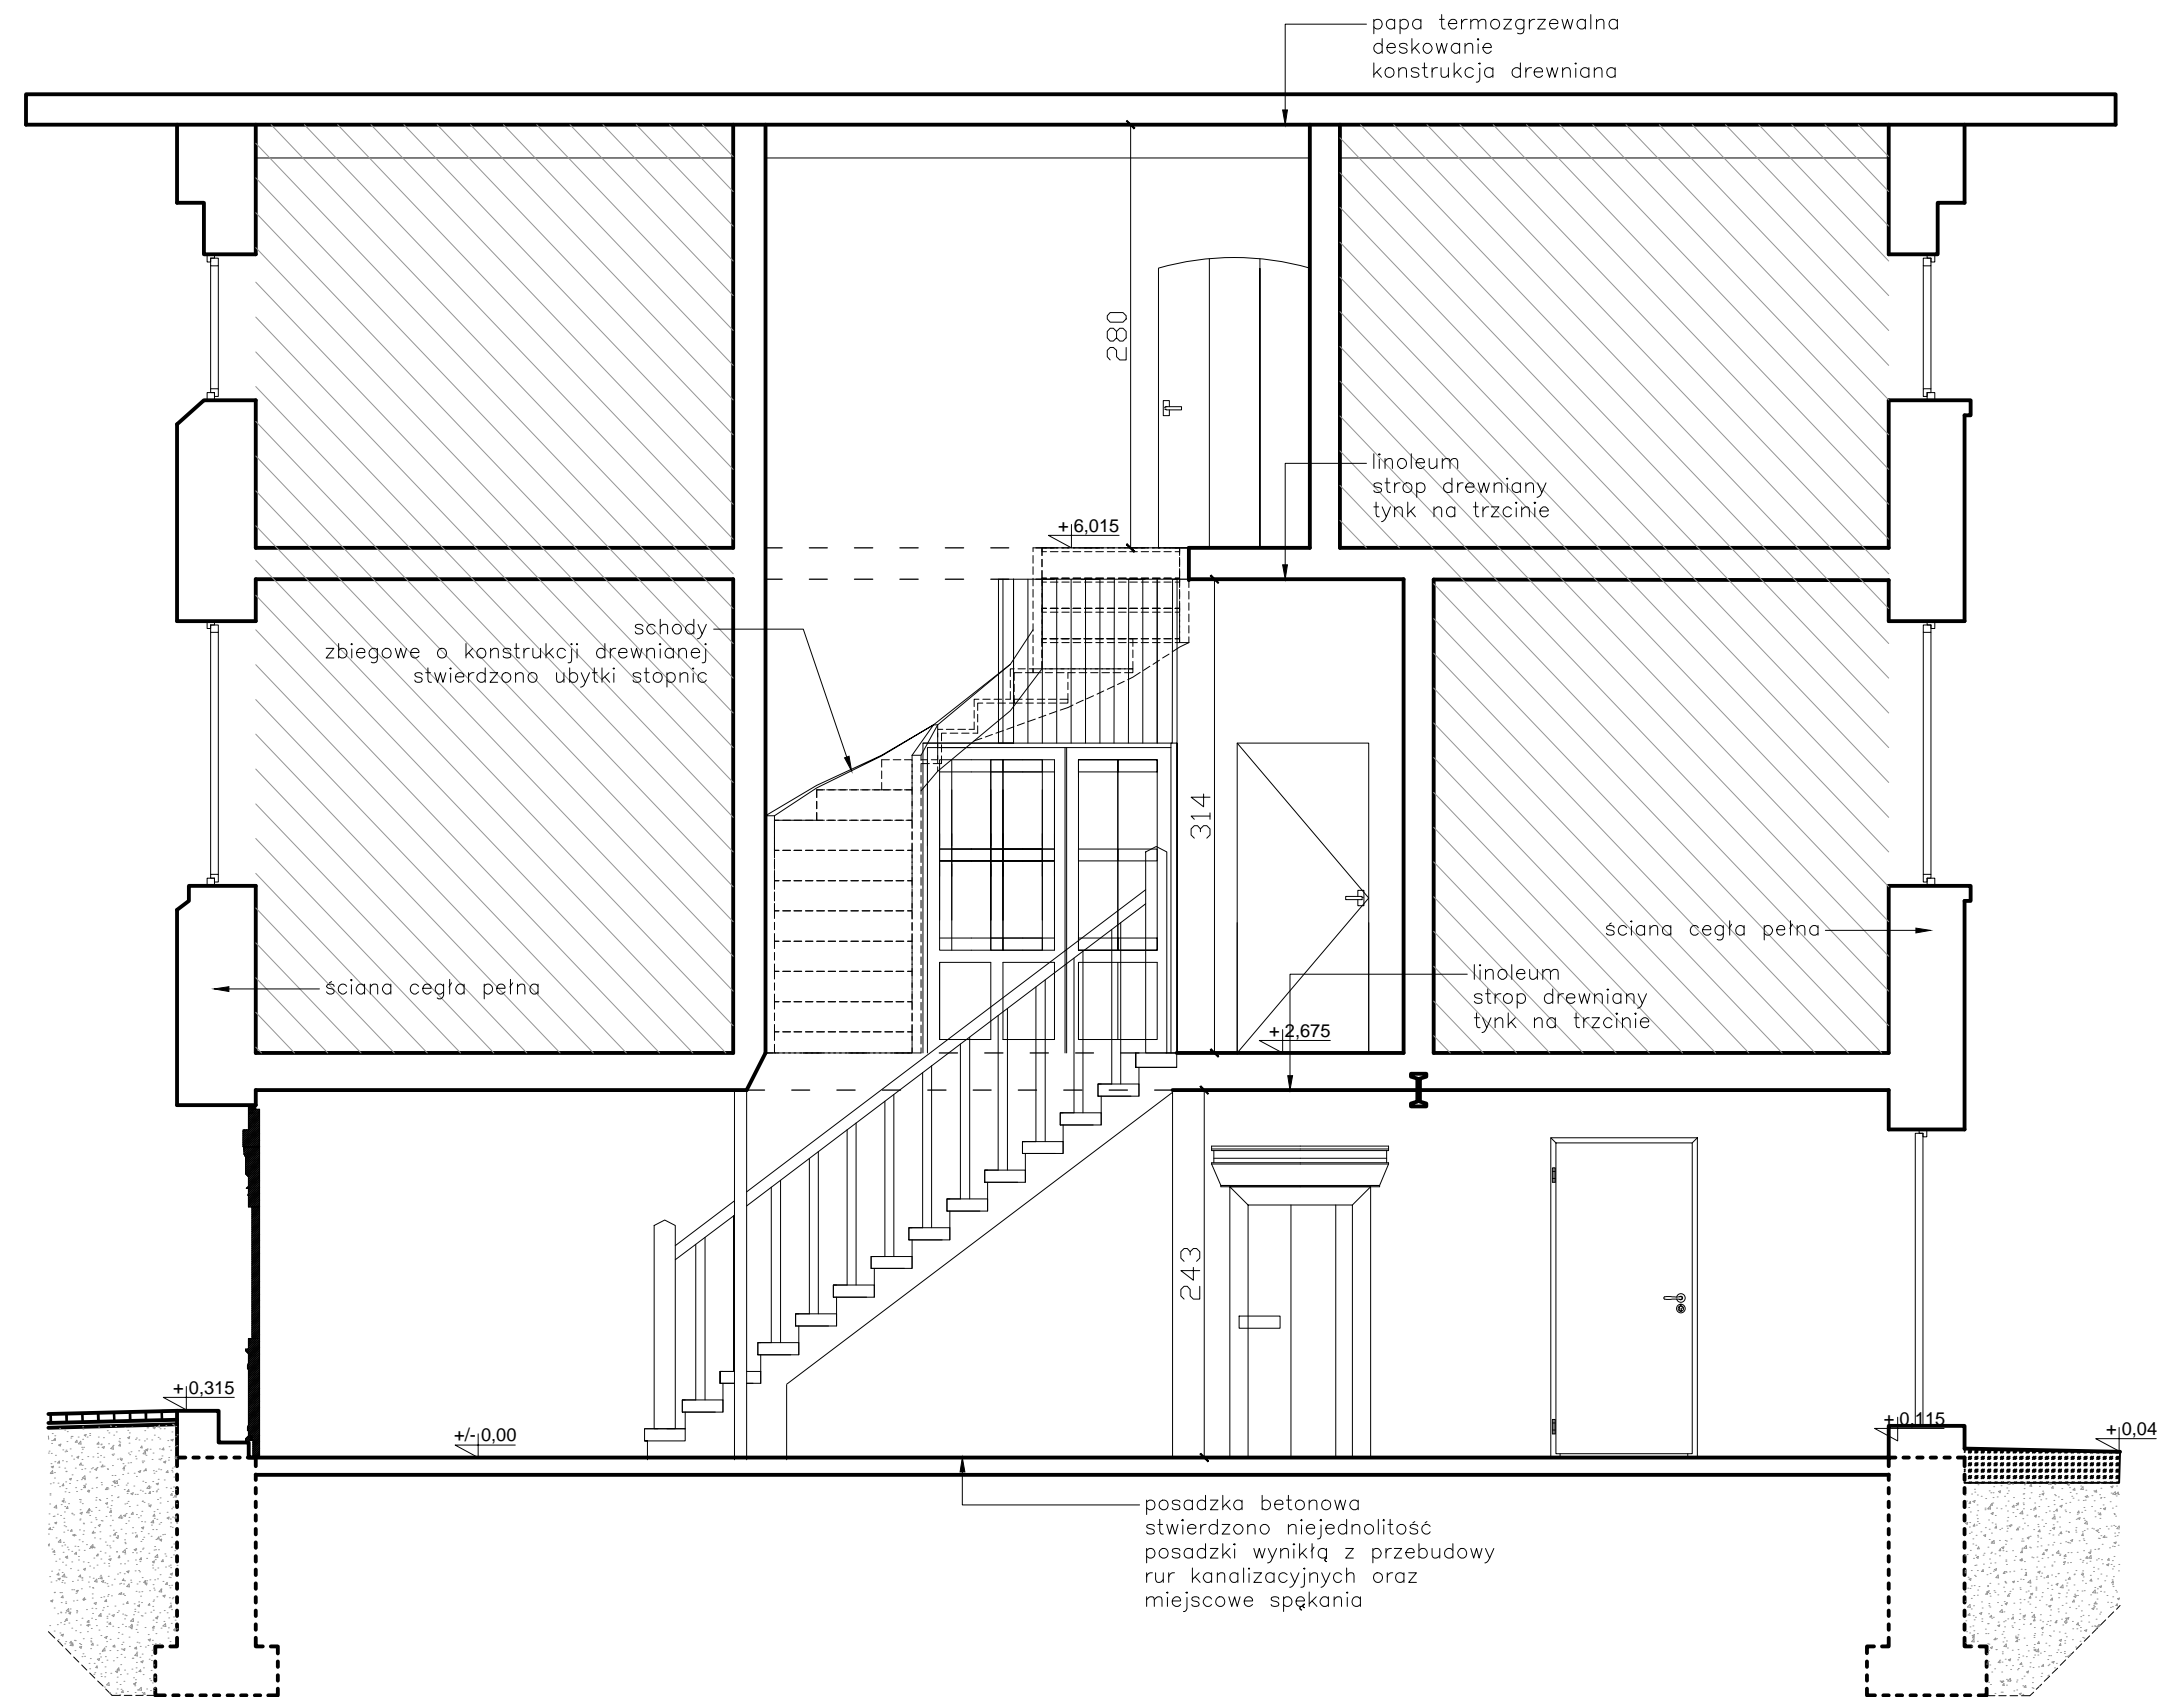 papa termozgrzewalna
deskowanie
konstrukcja drewniana
280
linoleum
strop drewniany
tynk na trzcinie
+6,015
schody
zbiegowe o konstrukcji drewnianej
stwierdzono ubytki stopnic
314
ściana cegła pełna
ściana cegła pełna
linoleum
strop drewniany
tynk na trzcinie
+2,675
243
+0,315
+/-0,00
+0,115
+0,04
posadzka betonowa
stwierdzono niejednolitość
posadzki wynikłą z przebudowy
rur kanalizacyjnych oraz
miejscowe spękania